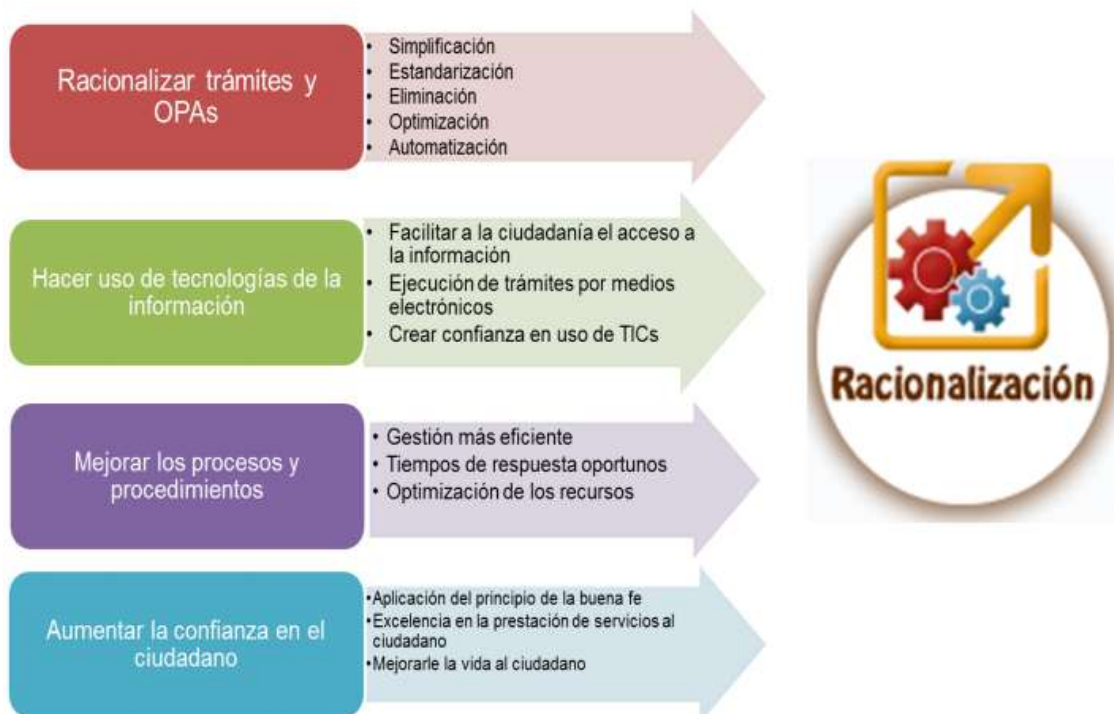 Racionalizar trámites y
OPAs
• Simplificación
• Estandarización
• Eliminación
• Optimización
• Automatización
Hacer uso de tecnologías de la
información
• Facilitar a la ciudadanía el acceso a
la información
• Ejecución de trámites por medios
electrónicos
• Crear confianza en uso de TICs
Mejorar los procesos y
procedimientos
• Gestión más eficiente
• Tiempos de respuesta oportunos
• Optimización de los recursos
Aumentar la confianza en el
ciudadano
•Aplicación del principio de la buena fe
•Excelencia en la prestación de servicios al
ciudadano
•Mejorarle la vida al ciudadano
Racionalización